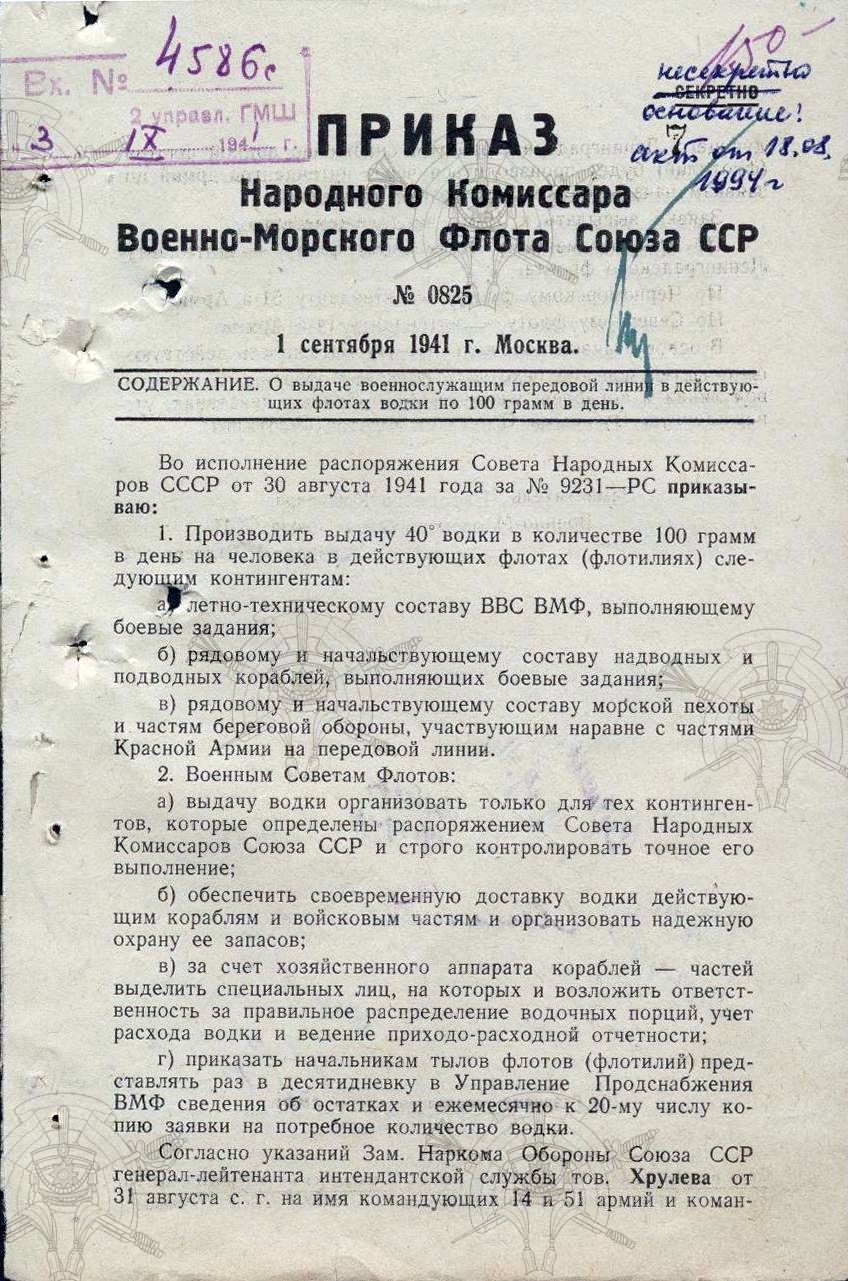 4586с
Вх. №
2 управл. ГМШ
3 IX 1941 г.
150-
несекретно
СЕКРЕТНО
основание!
7
акт от 18.08.
1994 г
ПРИКАЗ
Народного Комиссара
Военно-Морского Флота Союза ССР
№ 0825
1 сентября 1941 г. Москва.
СОДЕРЖАНИЕ. О выдаче военнослужащим передовой линии в действую-
щих флотах водки по 100 грамм в день.
Во исполнение распоряжения Совета Народных Комисса-
ров СССР от 30 августа 1941 года за № 9231—РС приказы-
ваю:
1. Производить выдачу 40° водки в количестве 100 грамм
в день на человека в действующих флотах (флотилиях) сле-
дующим контингентам:
а) летно-техническому составу ВВС ВМФ, выполняющему
боевые задания;
б) рядовому и начальствующему составу надводных и
подводных кораблей, выполняющих боевые задания;
в) рядовому и начальствующему составу морской пехоты
и частям береговой обороны, участвующим наравне с частями
Красной Армии на передовой линии.
2. Военным Советам Флотов:
а) выдачу водки организовать только для тех континген-
тов, которые определены распоряжением Совета Народных
Комиссаров Союза ССР и строго контролировать точное его
выполнение;
б) обеспечить своевременную доставку водки действую-
щим кораблям и войсковым частям и организовать надежную
охрану ее запасов;
в) за счет хозяйственного аппарата кораблей — частей
выделить специальных лиц, на которых и возложить ответст-
венность за правильное распределение водочных порций, учет
расхода водки и ведение приходо-расходной отчетности;
г) приказать начальникам тылов флотов (флотилий) пред-
ставлять раз в десятидневку в Управление Продснабжения
ВМФ сведения об остатках и ежемесячно к 20-му числу ко-
пию заявки на потребное количество водки.
Согласно указаний Зам. Наркома Обороны Союза ССР
генерал-лейтенанта интендантской службы тов. Хрулева от
31 августа с. г. на имя командующих 14 и 51 армий и коман-